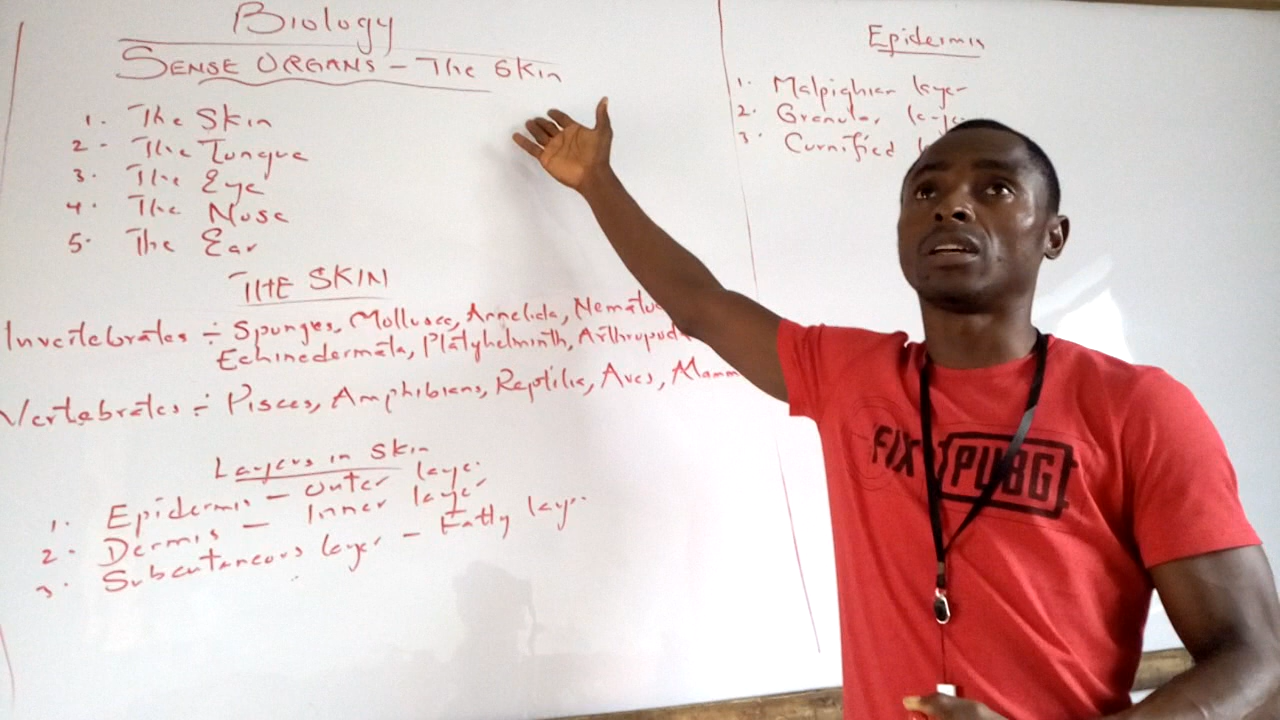 Biology
SENSE ORGANS - The Skin
1. The Skin
2. The Tongue
3. The Eye
4. The Nose
5. The Ear
THE SKIN
Invertebrates ÷ Sponges, Mollusca, Annelida,
Echinodermata, Platyhelminth,
Vertebrates ÷ Pisces, Amphibians, Reptilia, Aves,
Layers in Skin
1. Epidermis - Outer layer
2. Dermis - Inner layer
3. Subcutaneous layer - Fatty layer
Epidermis
1. Malpighian layer
2. Granular layer
3. Cornified
FIX PUBG